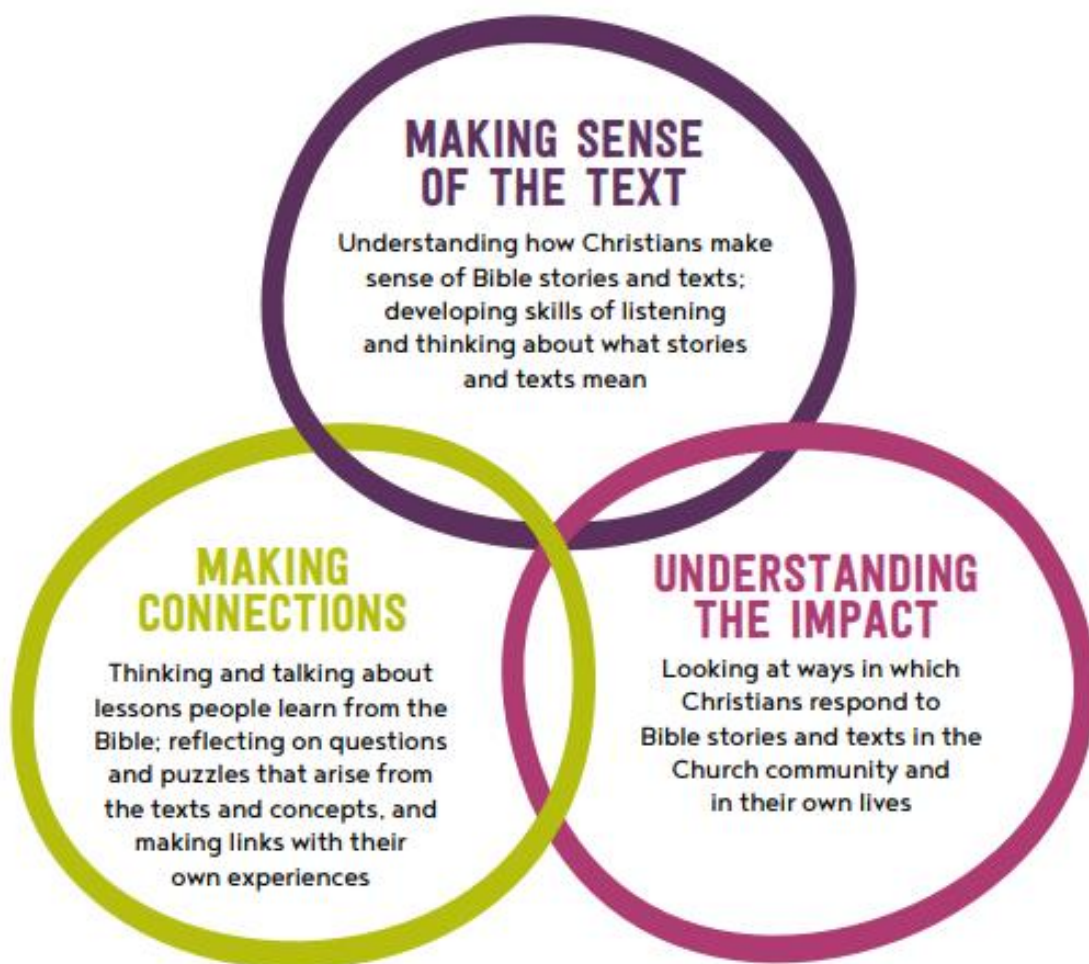 MAKING SENSE
OF THE TEXT
Understanding how Christians make
sense of Bible stories and texts;
developing skills of listening
and thinking about what stories
and texts mean
MAKING
CONNECTIONS
Thinking and talking about
lessons people learn from the
Bible; reflecting on questions
and puzzles that arise from
the texts and concepts, and
making links with their
own experiences
UNDERSTANDING
THE IMPACT
Looking at ways in which
Christians respond to
Bible stories and texts in the
Church community and
in their own lives